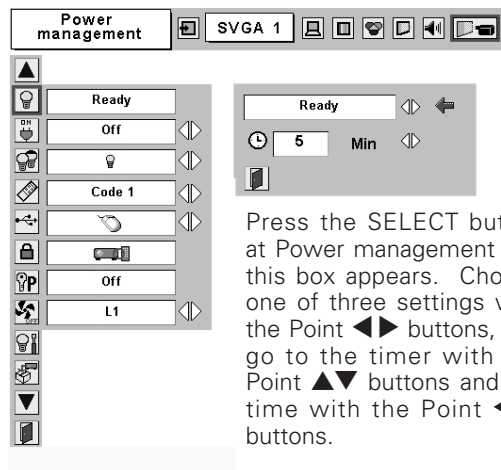 Power
management
SVGA 1
Ready
ON
Off
Code 1
P
Off
L1
Ready
5 Min
Press the SELECT
at Power management
this box appears.
one of three settings
the Point ◀▶ buttons,
go to the timer with
Point ▲▼ buttons and
time with the Point
buttons.